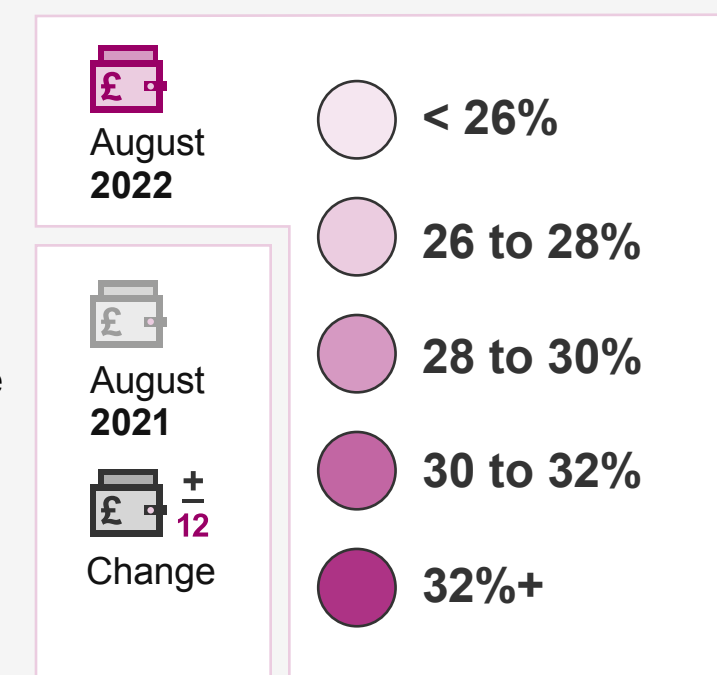 £
August
2022
£
August
2021
£ +
12
Change
< 26%
26 to 28%
28 to 30%
30 to 32%
32%+
e